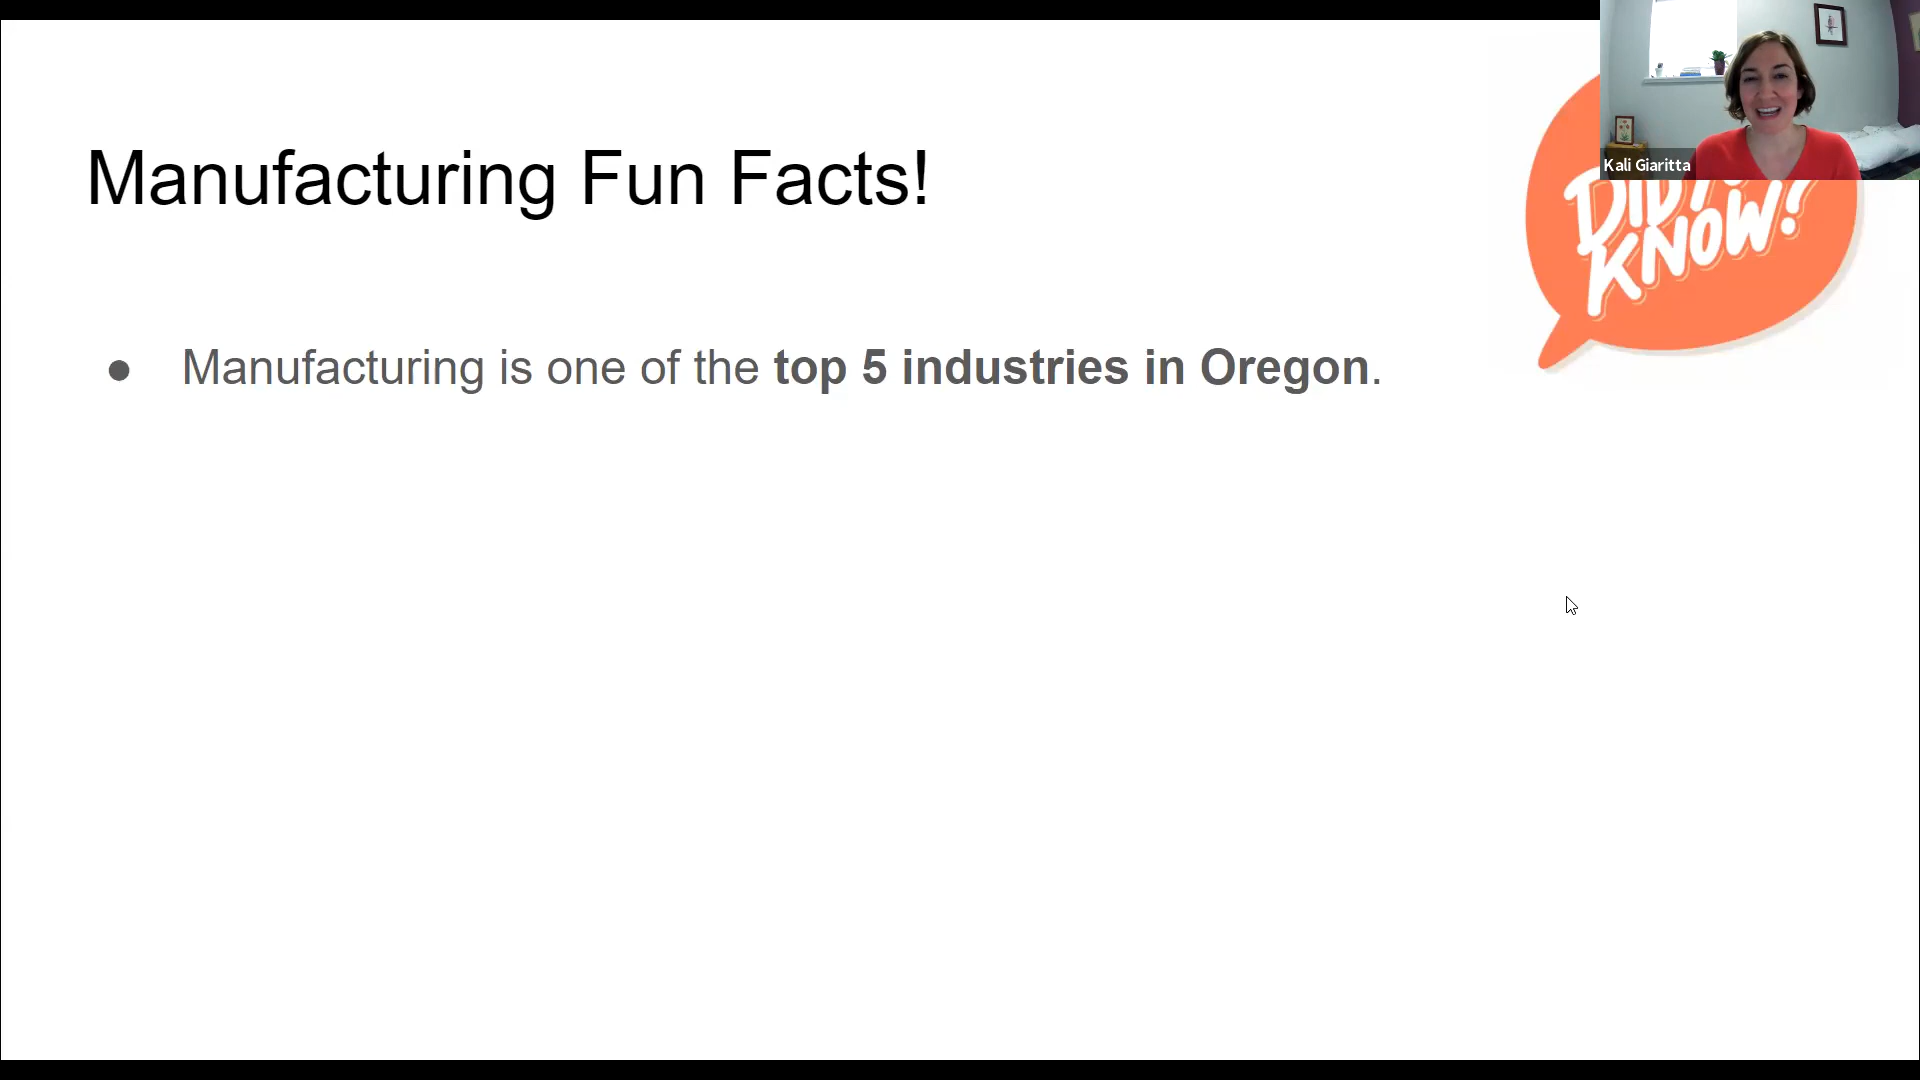 Manufacturing Fun Facts!
Kali Giaritta
KNOW?
● Manufacturing is one of the top 5 industries in Oregon.